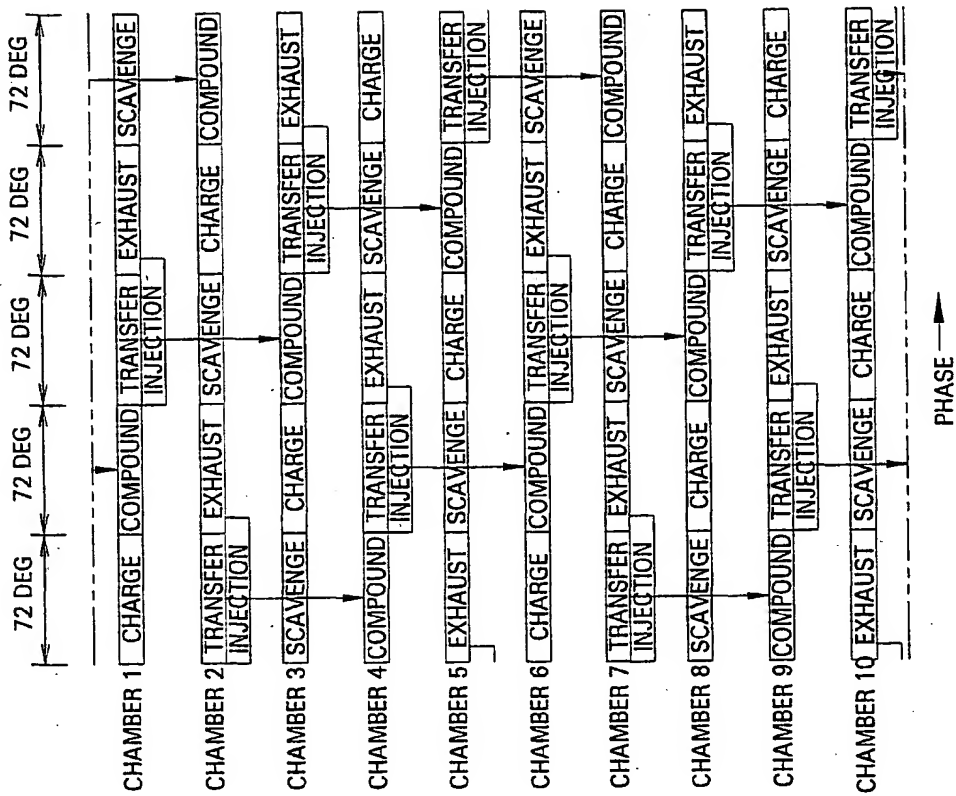 72 DEG 72 DEG 72 DEG 72 DEG 72 DEG
CHAMBER 1 CHARGE COMPOUND TRANSFER EXHAUST SCAVENGE
INJECTION
CHAMBER 2 TRANSFER EXHAUST SCAVENGE CHARGE COMPOUND
INJECTION
CHAMBER 3 SCAVENGE CHARGE COMPOUND TRANSFER EXHAUST
INJECTION
CHAMBER 4 COMPOUND TRANSFER EXHAUST SCAVENGE CHARGE
INJECTION
CHAMBER 5 EXHAUST SCAVENGE CHARGE COMPOUND TRANSFER
INJECTION
CHAMBER 6 CHARGE COMPOUND TRANSFER EXHAUST SCAVENGE
INJECTION
CHAMBER 7 TRANSFER EXHAUST SCAVENGE CHARGE COMPOUND
INJECTION
CHAMBER 8 SCAVENGE CHARGE COMPOUND TRANSFER EXHAUST
INJECTION
CHAMBER 9 COMPOUND TRANSFER EXHAUST SCAVENGE CHARGE
INJECTION
CHAMBER 10 EXHAUST SCAVENGE CHARGE COMPOUND TRANSFER
INJECTION
PHASE